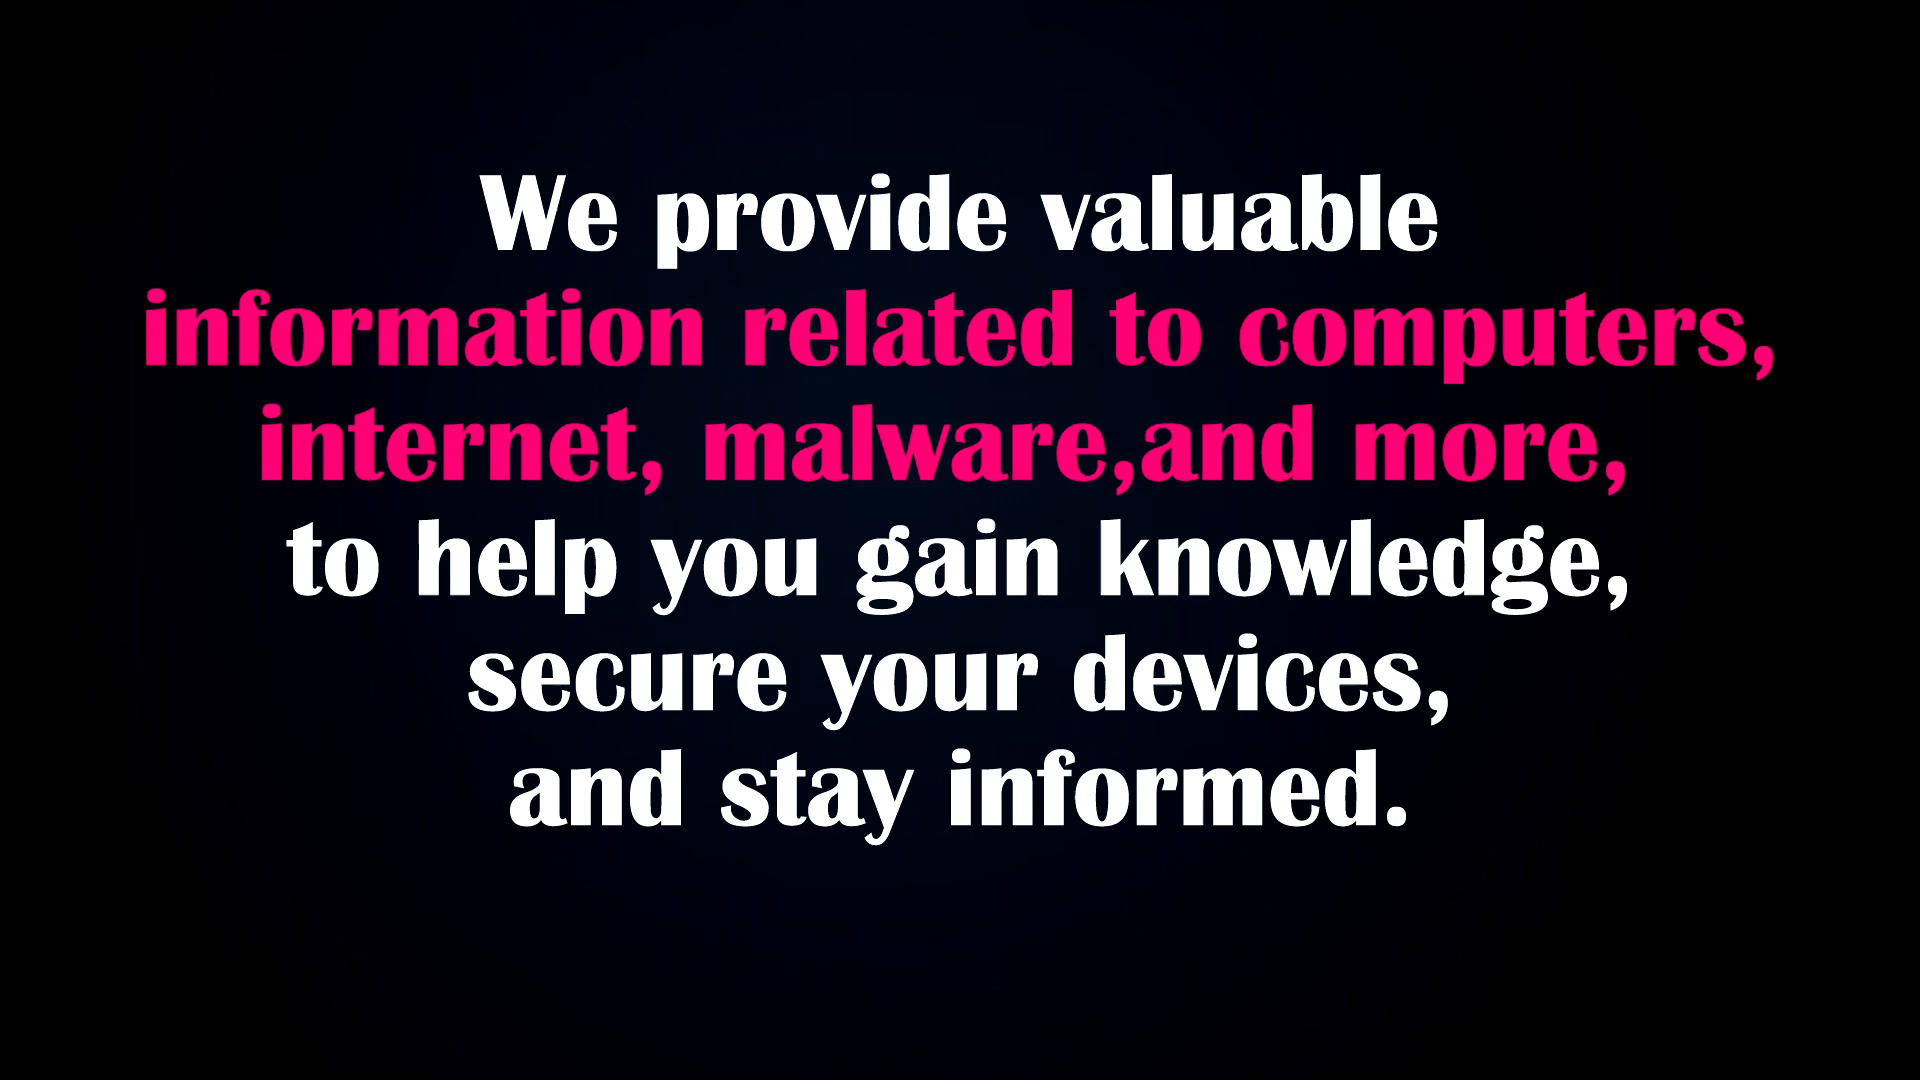 We provide valuable
information related to computers,
internet, malware,and more,
to help you gain knowledge,
secure your devices,
and stay informed.